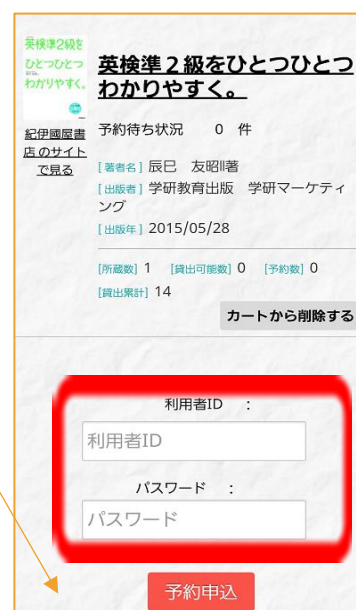 英検準2級を
ひとつひとつ
わかりやすく。
英検準２級をひとつひとつ
わかりやすく。
紀伊國屋書
店のサイト
で見る
予約待ち状況 0 件
[著者名] 辰巳 友昭‖著
[出版者] 学研教育出版 学研マーケティ
ング
[出版年] 2015/05/28
[所蔵数] 1 [貸出可能数] 0 [予約数] 0
[貸出累計] 14
カートから削除する
利用者ID ：
利用者ID
パスワード ：
パスワード
予約申込